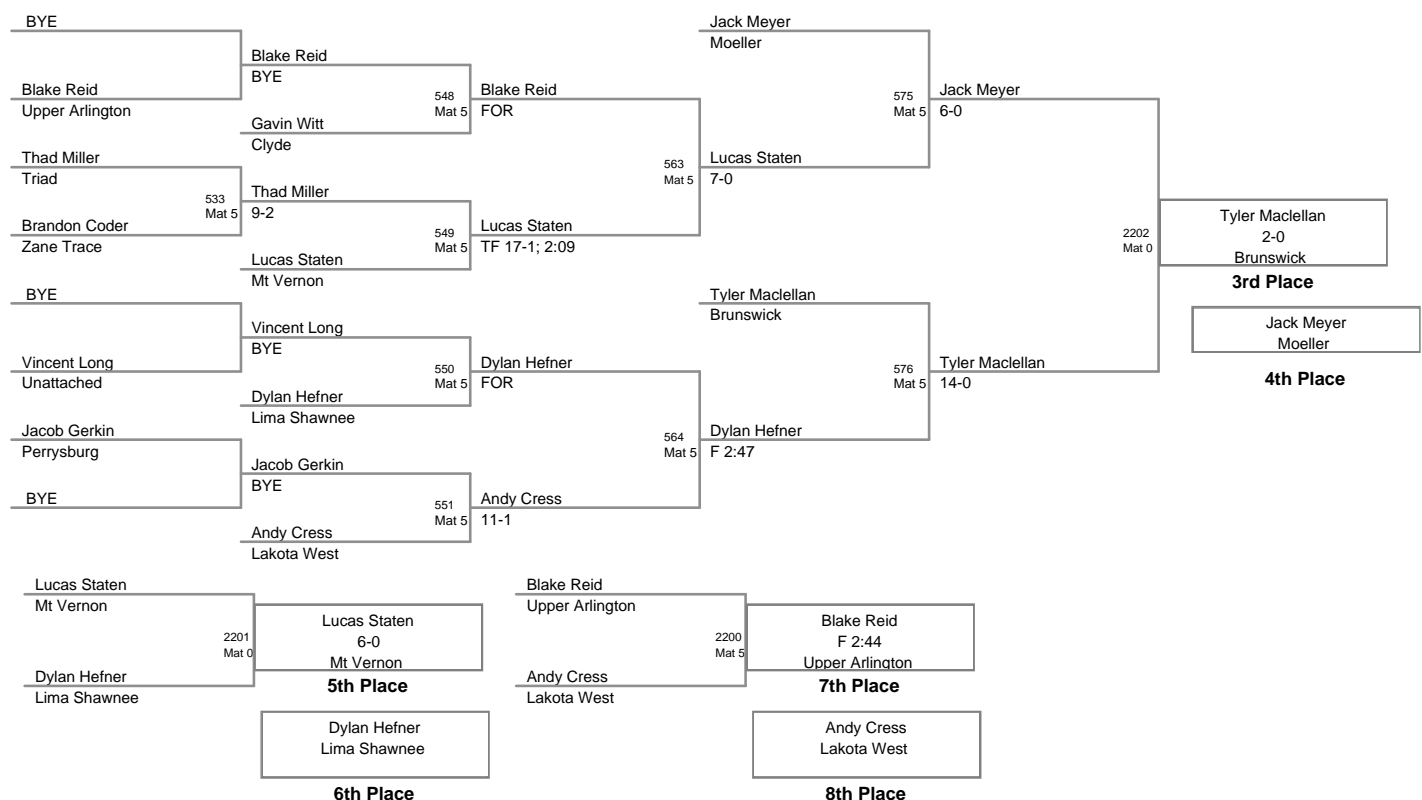 BYE
Blake Reid
Upper Arlington
Thad Miller
Triad
533
Mat 5
Brandon Coder
Zane Trace
BYE
Vincent Long
Unattached
Jacob Gerkin
Perrysburg
BYE
Blake Reid
BYE
548
Mat 5
Gavin Witt
Clyde
Thad Miller
9-2
549
Mat 5
Lucas Staten
Mt Vernon
Vincent Long
BYE
550
Mat 5
Dylan Hefner
Lima Shawnee
Jacob Gerkin
BYE
551
Mat 5
Andy Cress
Lakota West
Blake Reid
FOR
563
Mat 5
Lucas Staten
TF 17-1; 2:09
Dylan Hefner
FOR
564
Mat 5
Andy Cress
11-1
Jack Meyer
Moeller
575
Mat 5
Lucas Staten
7-0
Tyler Maclellan
Brunswick
576
Mat 5
Dylan Hefner
F 2:47
Jack Meyer
6-0
2202
Mat 0
Tyler Maclellan
14-0
Tyler Maclellan
2-0
Brunswick
3rd Place
Jack Meyer
Moeller
4th Place
Lucas Staten
Mt Vernon
2201
Mat 0
Dylan Hefner
Lima Shawnee
Lucas Staten
6-0
Mt Vernon
5th Place
Dylan Hefner
Lima Shawnee
6th Place
Blake Reid
Upper Arlington
2200
Mat 5
Andy Cress
Lakota West
Blake Reid
F 2:44
Upper Arlington
7th Place
Andy Cress
Lakota West
8th Place